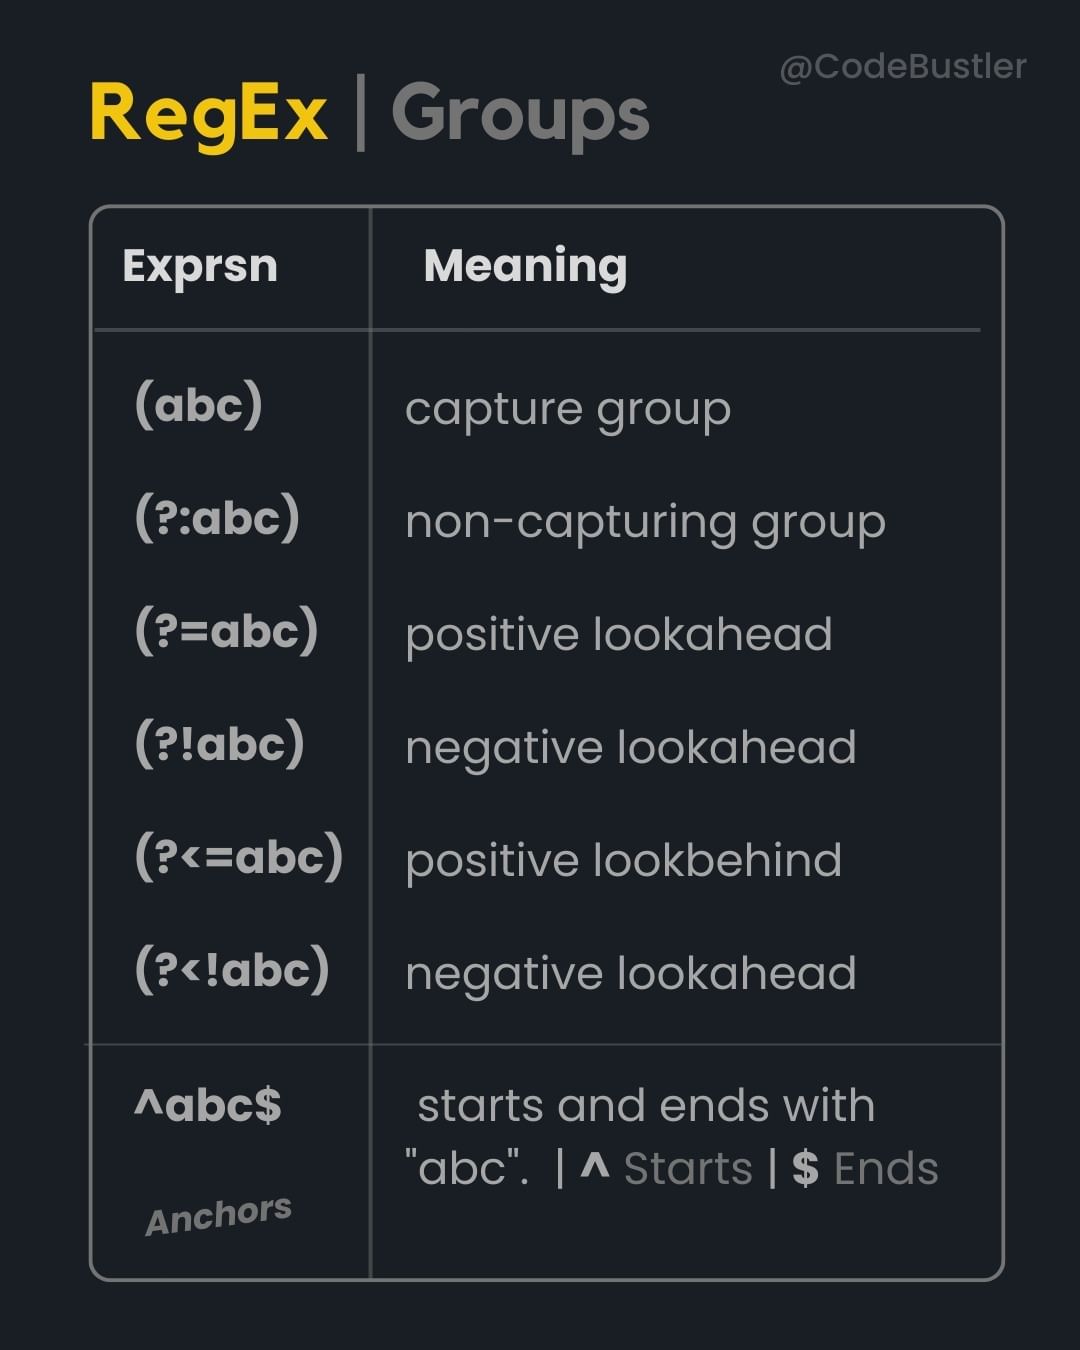 @CodeBustler
RegEx | Groups
Exprsn Meaning
(abc) capture group
(?:abc) non-capturing group
(?=abc) positive lookahead
(?!abc) negative lookahead
(?<=abc) positive lookbehind
(?<!abc) negative lookahead
^abc$ starts and ends with
"abc". | ^ Starts | $ Ends
Anchors